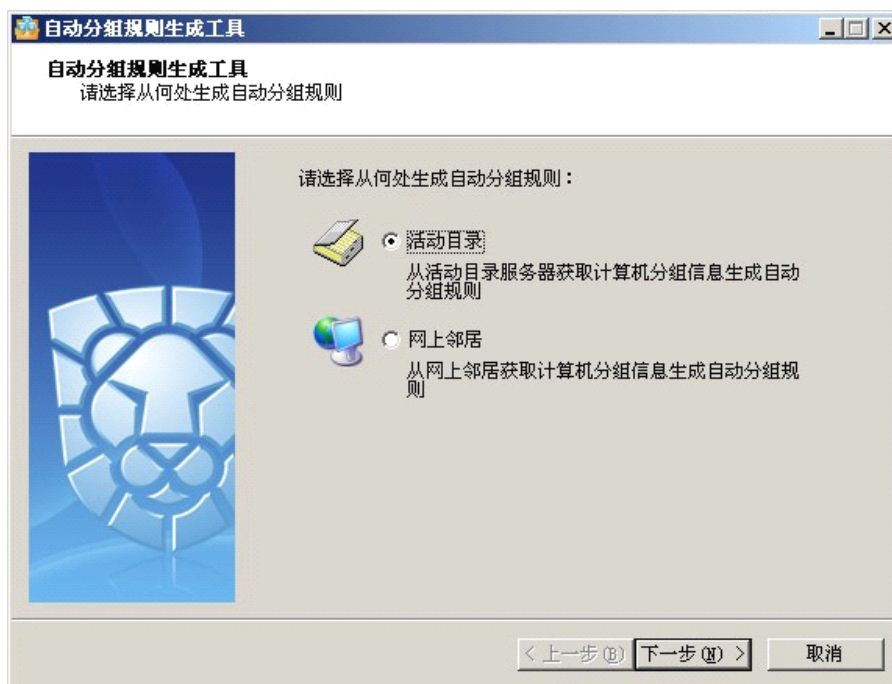 自动分组规则生成工具
自动分组规则生成工具
请选择从何处生成自动分组规则
请选择从何处生成自动分组规则：
活动目录
从活动目录服务器获取计算机分组信息生成自动
分组规则
网上邻居
从网上邻居获取计算机分组信息生成自动分组规
则
< 上一步(B)
下一步(N) >
取消